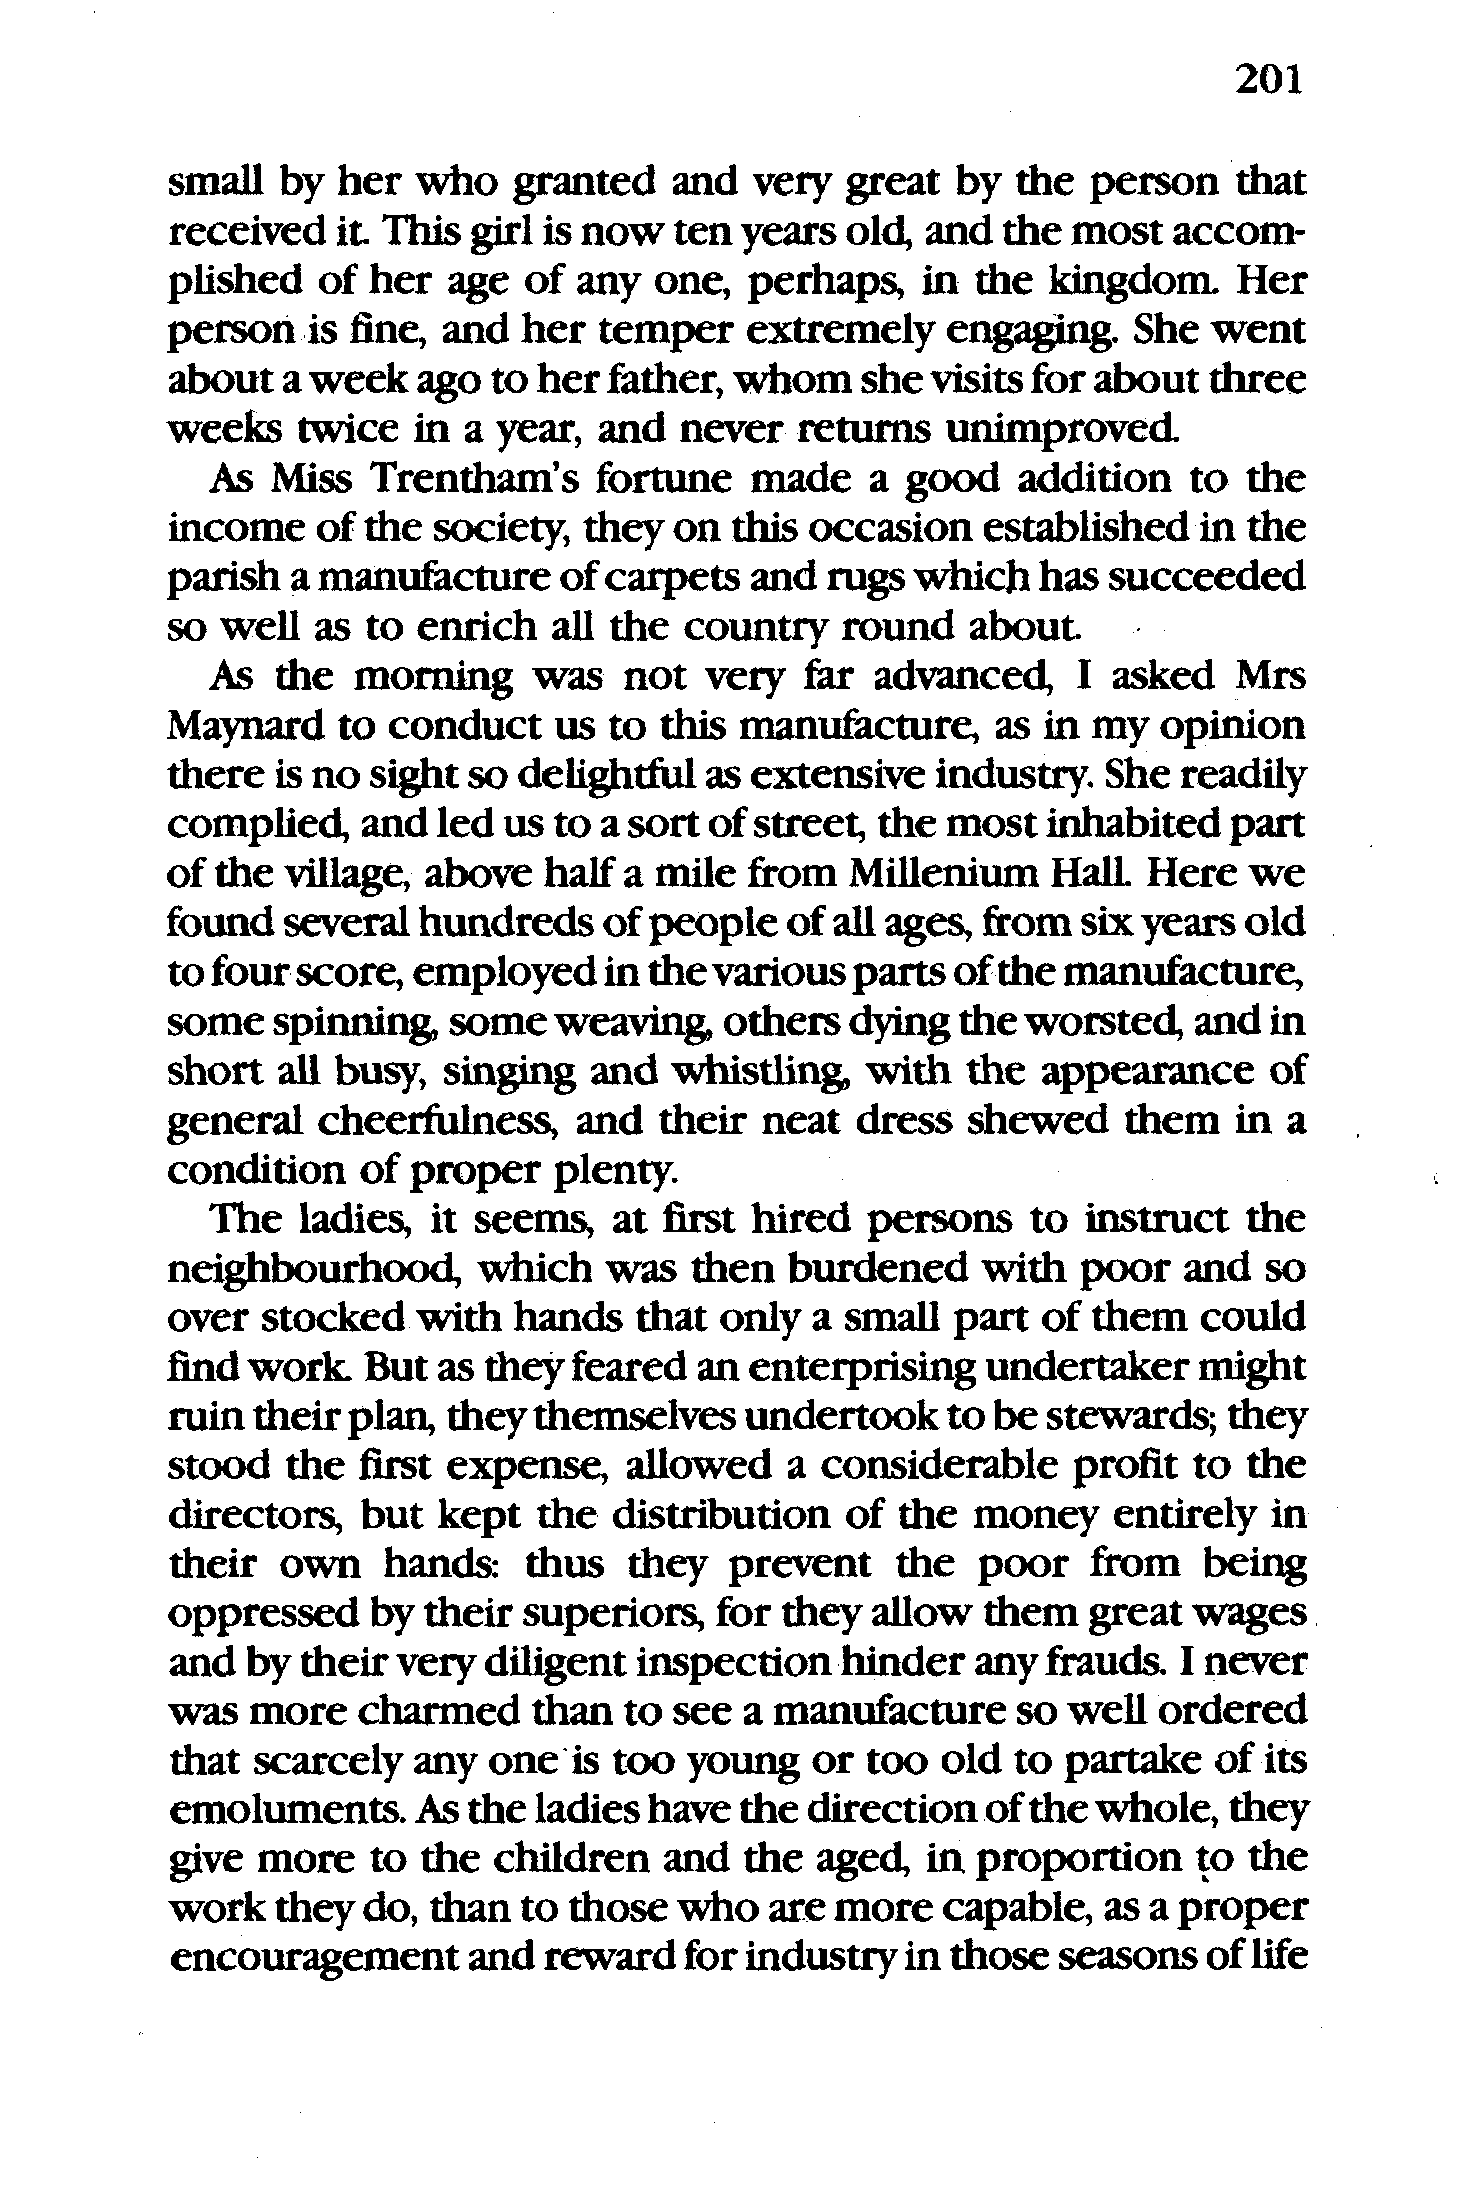 201
small by her who granted and very great by the person that
received it. This girl is now ten years old, and the most accom-
plished of her age of any one, perhaps, in the kingdom. Her
person is fine, and her temper extremely engaging. She went
about a week ago to her father, whom she visits for about three
weeks twice in a year, and never returns unimproved.
As Miss Trentham's fortune made a good addition to the
income of the society, they on this occasion established in the
parish a manufacture of carpets and rugs which has succeeded
so well as to enrich all the country round about.
As the morning was not very far advanced, I asked Mrs
Maynard to conduct us to this manufacture, as in my opinion
there is no sight so delightful as extensive industry. She readily
complied, and led us to a sort of street, the most inhabited part
of the village, above half a mile from Millenium Hall. Here we
found several hundreds of people of all ages, from six years old
to four score, employed in the various parts of the manufacture,
some spinning, some weaving, others dying the worsted, and in
short all busy, singing and whistling, with the appearance of
general cheerfulness, and their neat dress shewed them in a
condition of proper plenty.
The ladies, it seems, at first hired persons to instruct the
neighbourhood, which was then burdened with poor and so
over stocked with hands that only a small part of them could
find work. But as they feared an enterprising undertaker might
ruin their plan, they themselves undertook to be stewards; they
stood the first expense, allowed a considerable profit to the
directors, but kept the distribution of the money entirely in
their own hands: thus they prevent the poor from being
oppressed by their superiors, for they allow them great wages
and by their very diligent inspection hinder any frauds. I never
was more charmed than to see a manufacture so well ordered
that scarcely any one is too young or too old to partake of its
emoluments. As the ladies have the direction of the whole, they
give more to the children and the aged, in proportion to the
work they do, than to those who are more capable, as a proper
encouragement and reward for industry in those seasons of life